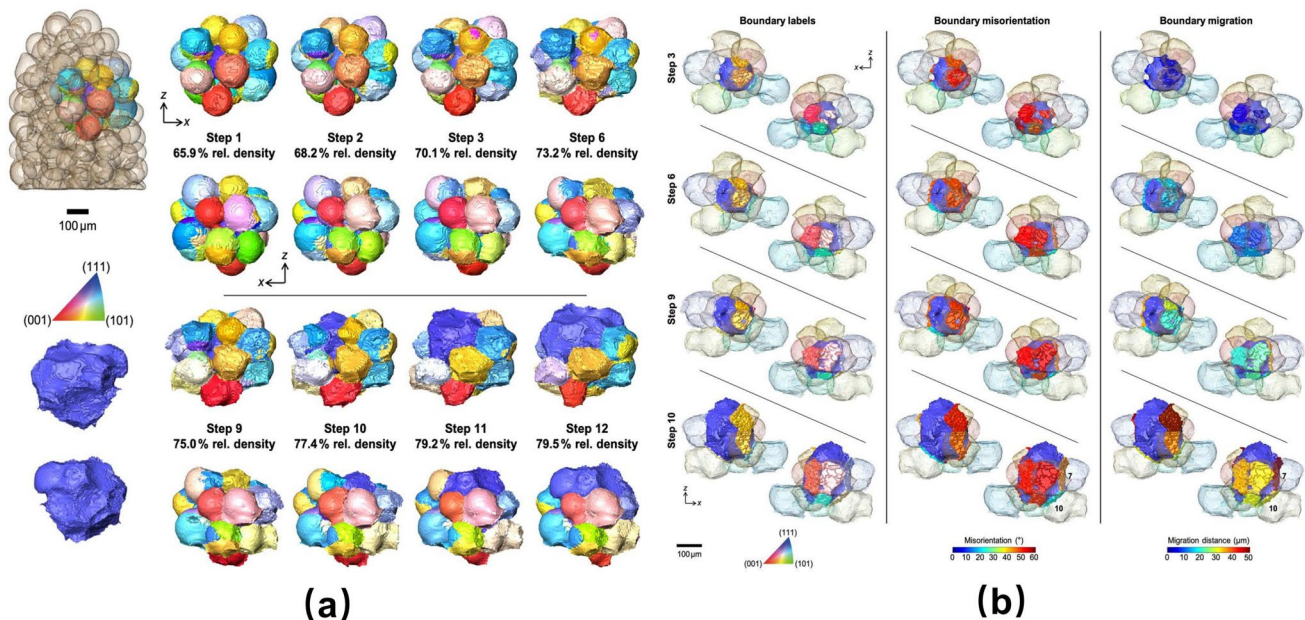 z
x
Step 1
65.9% rel. density
Step 2
68.2% rel. density
Step 3
70.1% rel. density
Step 6
73.2% rel. density
100 µm
z
x
(111)
(001)
(101)
Step 9
75.0% rel. density
Step 10
77.4% rel. density
Step 11
79.2% rel. density
Step 12
79.5% rel. density
(a)
Boundary labels
Boundary misorientation
Boundary migration
Step 3
z
x
Step 6
Step 9
Step 10
z
x
7
10
7
10
100 µm
(111)
(001)
(101)
Misorientation (°)
0 10 20 30 40 50 60
Migration distance (µm)
0 10 20 30 40 50
(b)